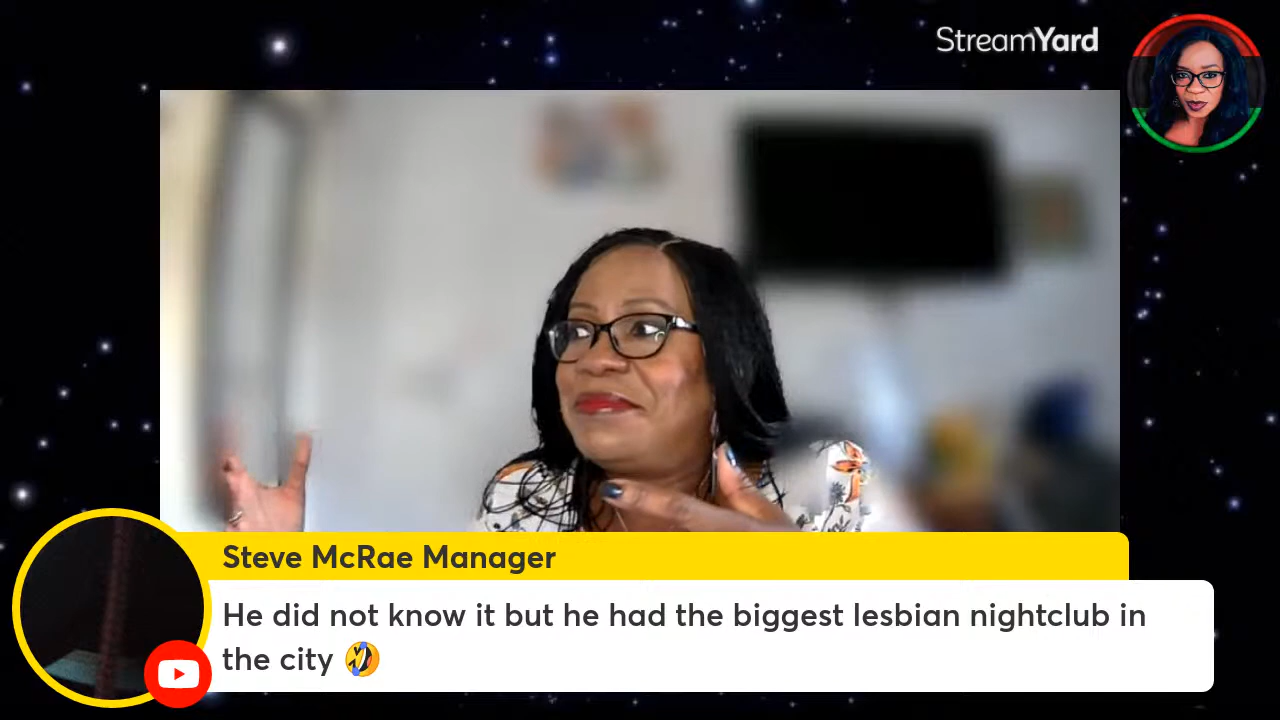 StreamYard
Steve McRae Manager
He did not know it but he had the biggest lesbian nightclub in
the city 🤣